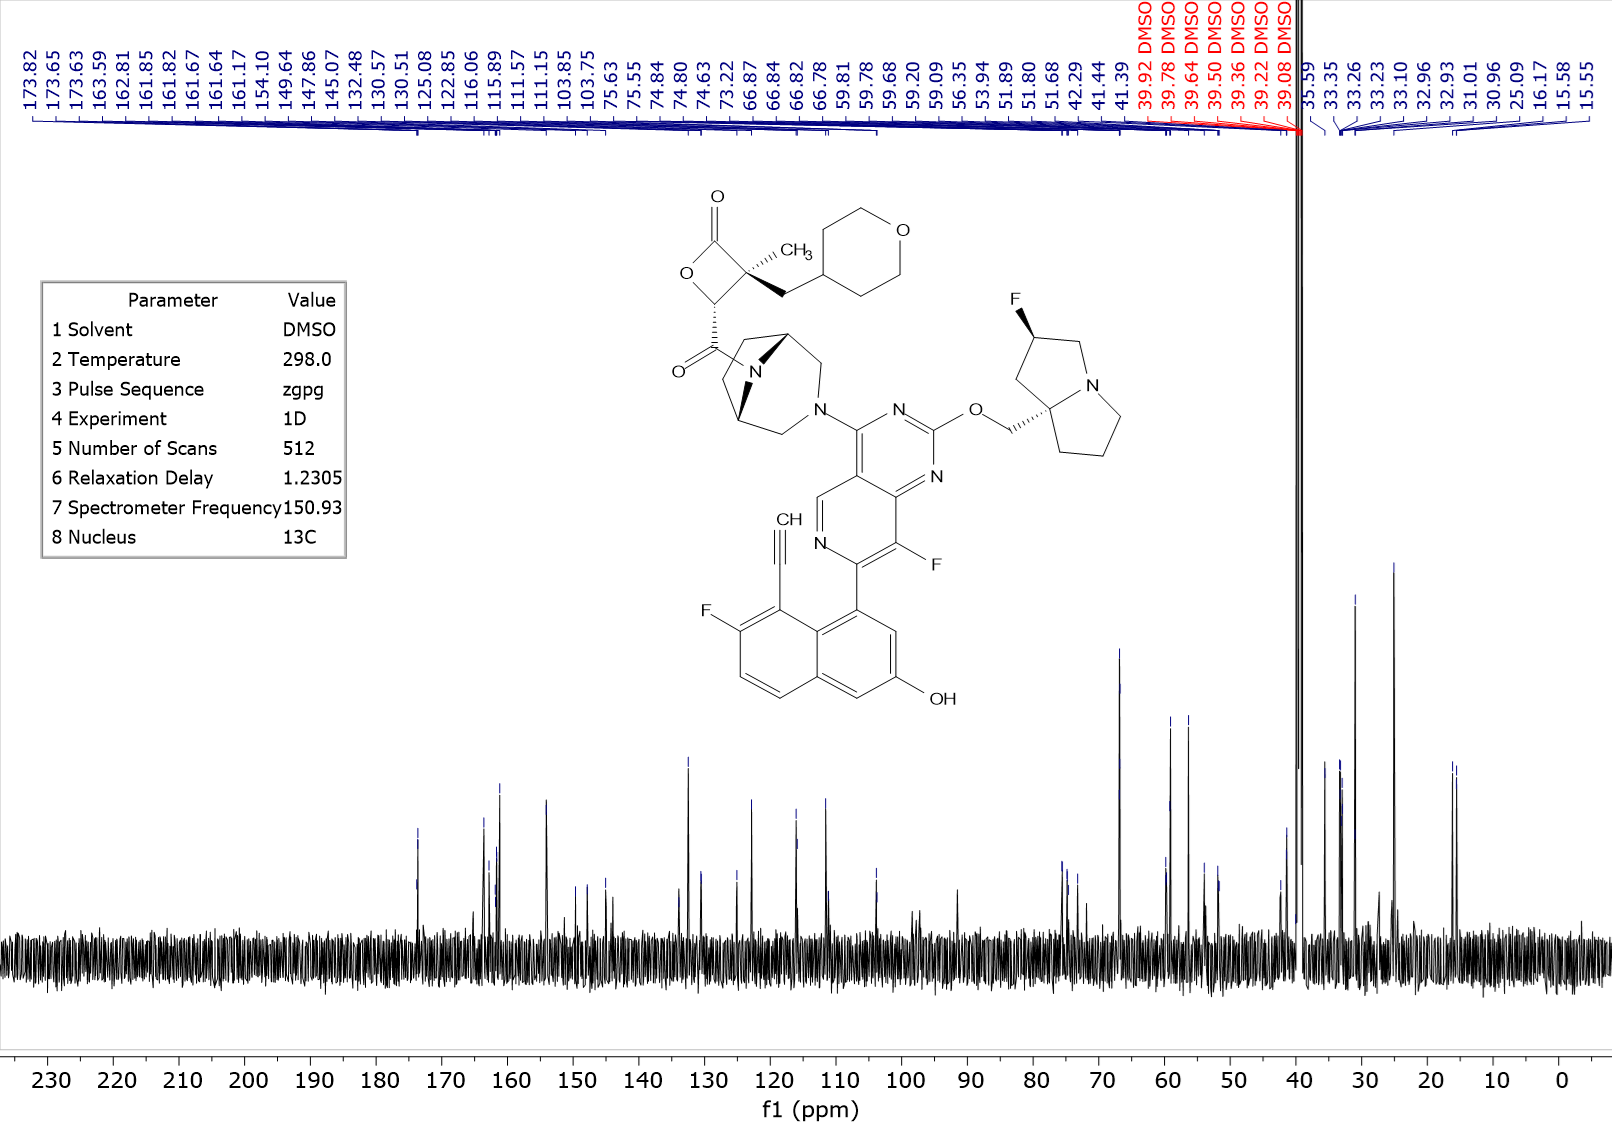 173.82 173.65 173.63 163.59 162.81 161.85 161.82 161.67 161.64 161.17 154.10 149.64 147.86 145.07 132.48 130.57 130.51 125.08 122.85 116.06 115.89 111.57 111.15 103.85 103.75 75.63 75.55 74.84 74.80 74.63 73.22 66.87 66.84 66.82 66.78 59.81 59.78 59.68 59.20 59.09 56.35 53.94 51.89 51.80 51.68 42.29 41.44 41.39 39.92 DMSO 39.78 DMSO 39.64 DMSO 39.50 DMSO 39.36 DMSO 39.22 DMSO 39.08 DMSO 35.59 33.35 33.26 33.23 33.10 32.96 32.93 31.01 30.96 25.09 16.17 15.58 15.55
O
O
CH3
O
O
N
N
N
N
O
F
N
N
F
CH
F
OH
Parameter Value
1 Solvent DMSO
2 Temperature 298.0
3 Pulse Sequence zgpg
4 Experiment 1D
5 Number of Scans 512
6 Relaxation Delay 1.2305
7 Spectrometer Frequency 150.93
8 Nucleus 13C
230 220 210 200 190 180 170 160 150 140 130 120 110 100 90 80 70 60 50 40 30 20 10 0
f1 (ppm)